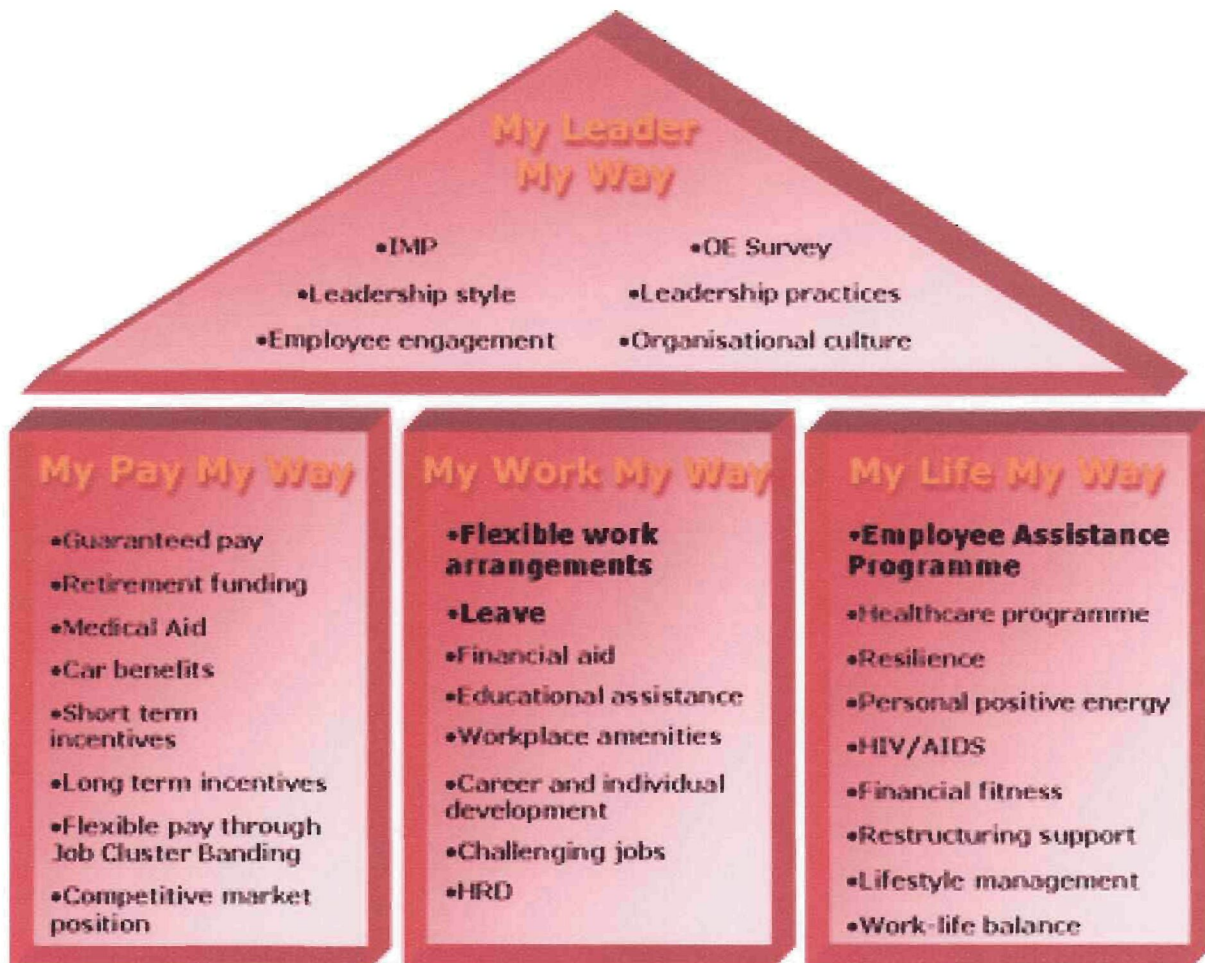 My Leader
My Way
•IMP
•OE Survey
•Leadership style
•Leadership practices
•Employee engagement
•Organisational culture
My Pay My Way
•Guaranteed pay
•Retirement funding
•Medical Aid
•Car benefits
•Short term
incentives
•Long term incentives
•Flexible pay through
Job Cluster Banding
•Competitive market
position
My Work My Way
•Flexible work
arrangements
•Leave
•Financial aid
•Educational assistance
•Workplace amenities
•Career and individual
development
•Challenging jobs
•HRD
My Life My Way
•Employee Assistance
Programme
•Healthcare programme
•Resilience
•Personal positive energy
•HIV/AIDS
•Financial fitness
•Restructuring support
•Lifestyle management
•Work-life balance